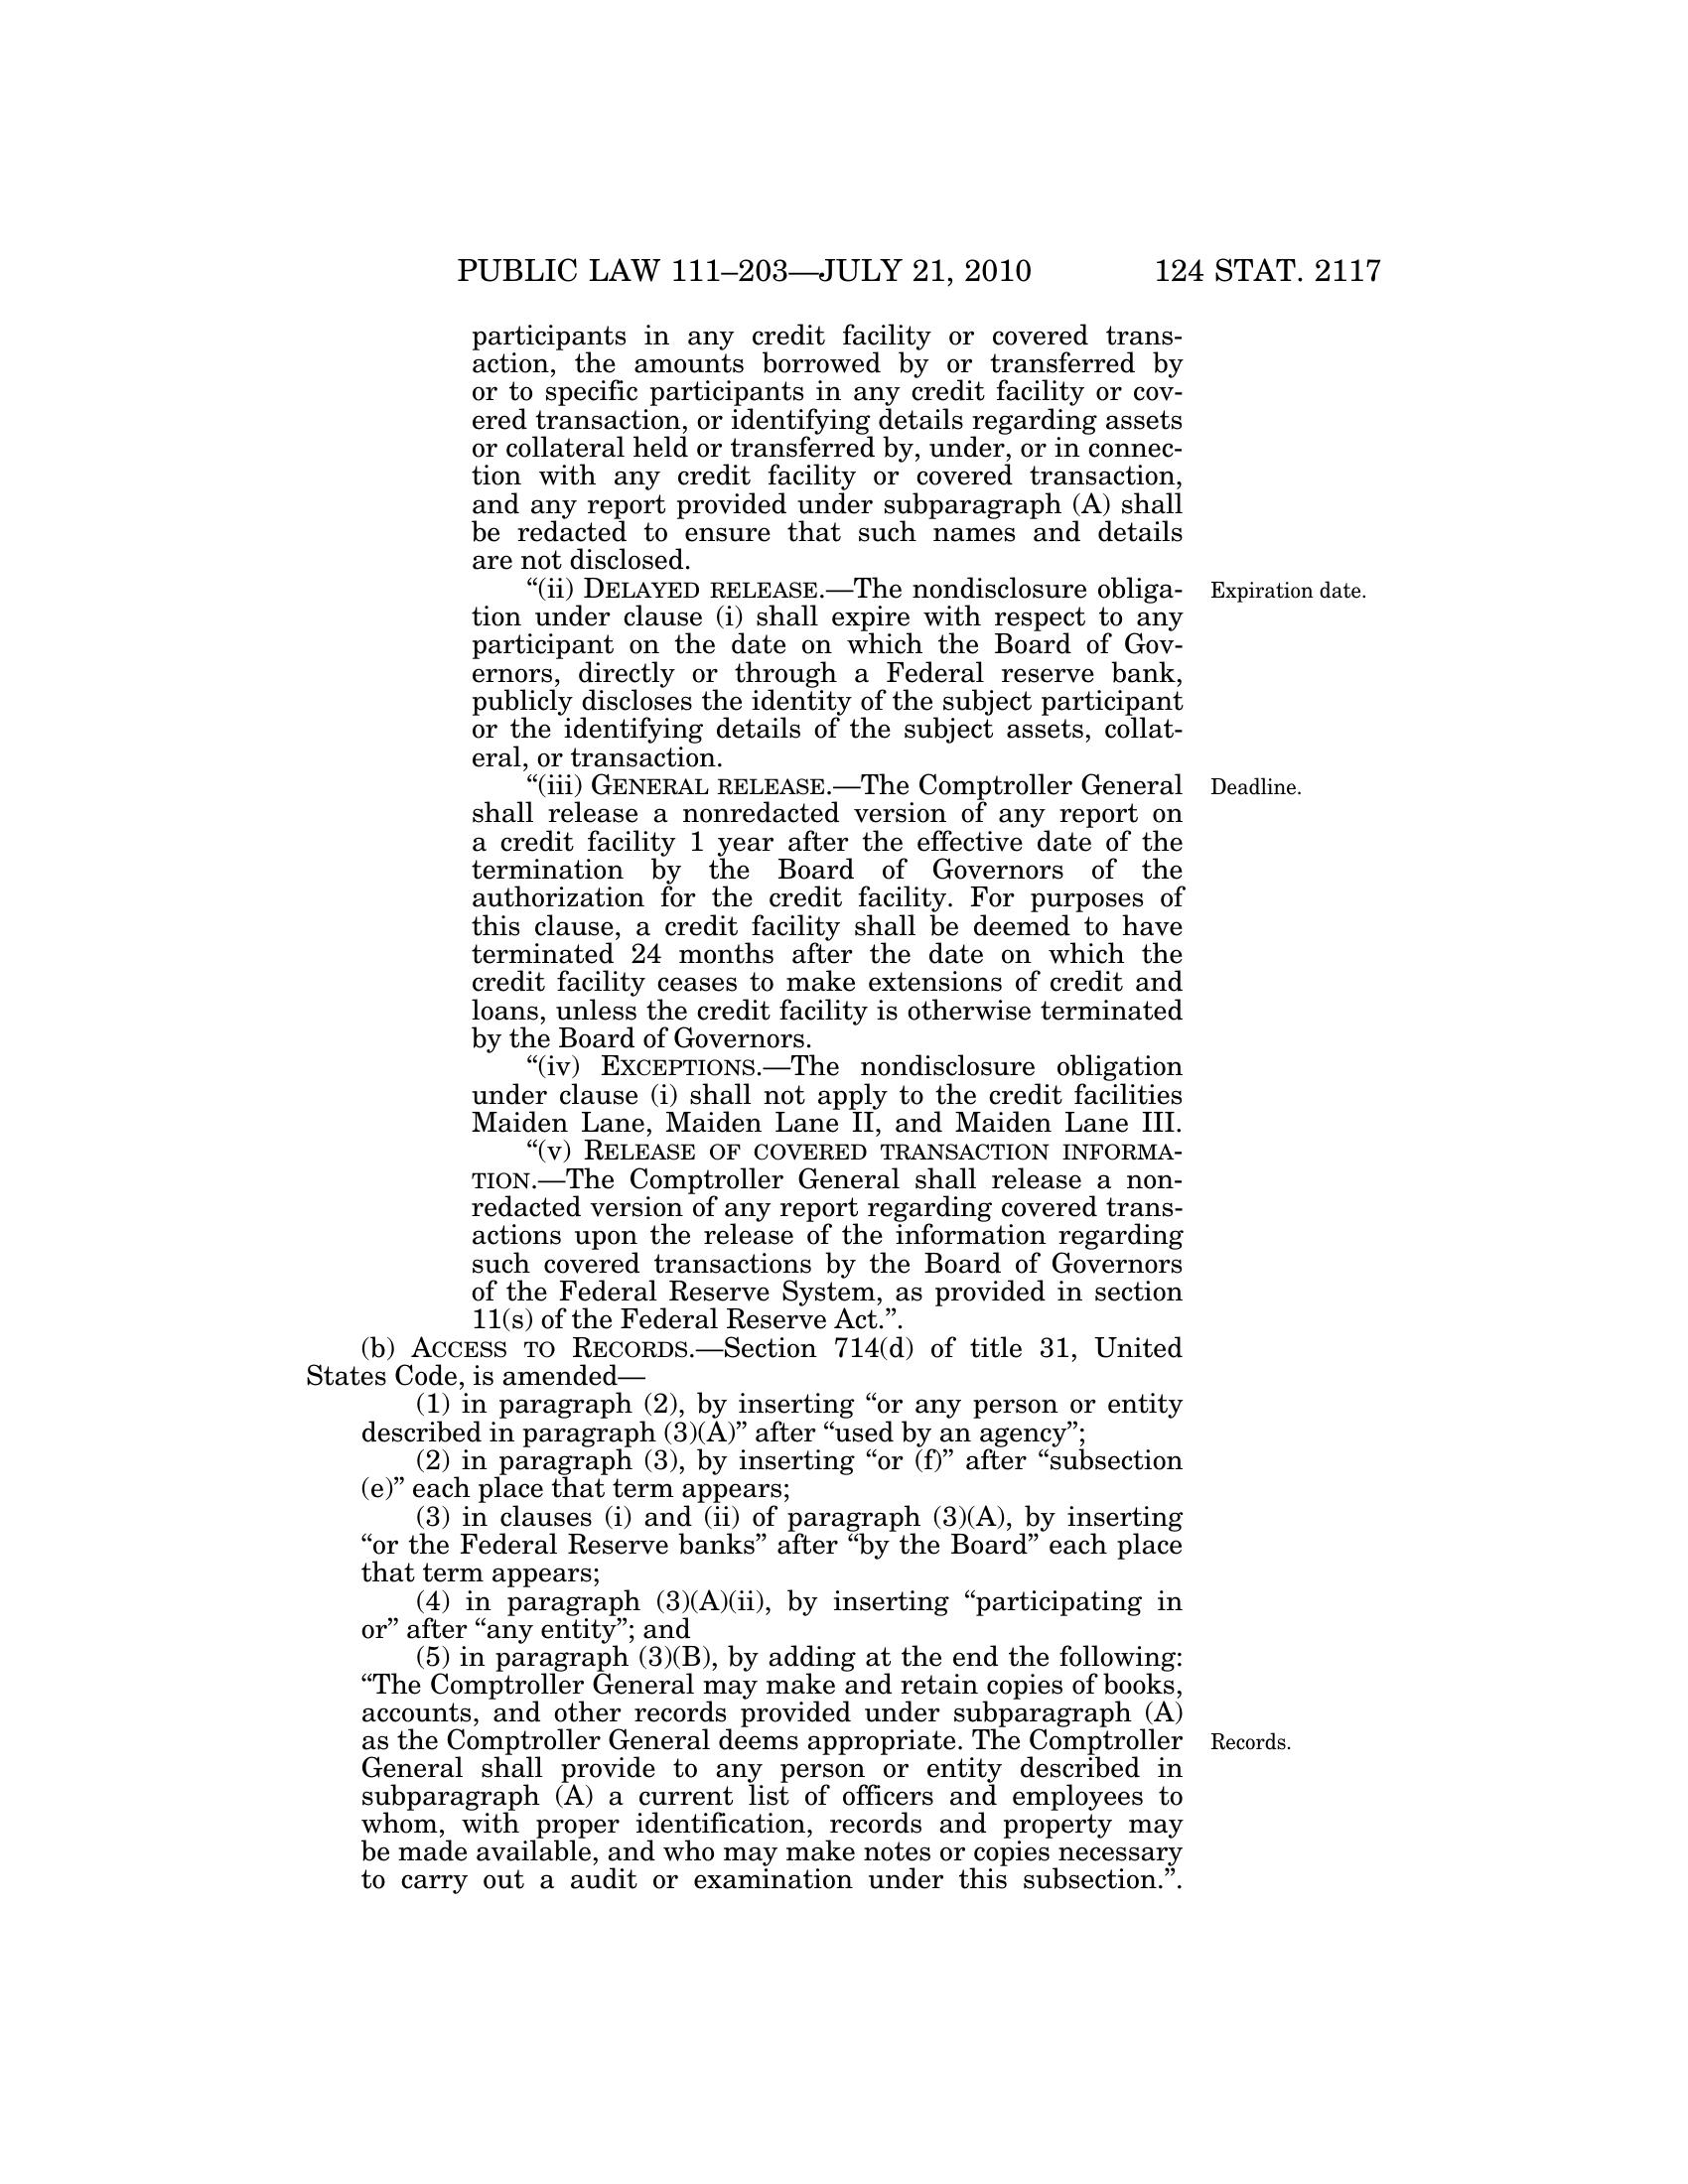 PUBLIC LAW 111–203—JULY 21, 2010 124 STAT. 2117
participants in any credit facility or covered trans-
action, the amounts borrowed by or transferred by
or to specific participants in any credit facility or cov-
ered transaction, or identifying details regarding assets
or collateral held or transferred by, under, or in connec-
tion with any credit facility or covered transaction,
and any report provided under subparagraph (A) shall
be redacted to ensure that such names and details
are not disclosed.
“(ii) DELAYED RELEASE.—The nondisclosure obliga- Expiration date.
tion under clause (i) shall expire with respect to any
participant on the date on which the Board of Gov-
ernors, directly or through a Federal reserve bank,
publicly discloses the identity of the subject participant
or the identifying details of the subject assets, collat-
eral, or transaction.
“(iii) GENERAL RELEASE.—The Comptroller General Deadline.
shall release a nonredacted version of any report on
a credit facility 1 year after the effective date of the
termination by the Board of Governors of the
authorization for the credit facility. For purposes of
this clause, a credit facility shall be deemed to have
terminated 24 months after the date on which the
credit facility ceases to make extensions of credit and
loans, unless the credit facility is otherwise terminated
by the Board of Governors.
“(iv) EXCEPTIONS.—The nondisclosure obligation
under clause (i) shall not apply to the credit facilities
Maiden Lane, Maiden Lane II, and Maiden Lane III.
“(v) RELEASE OF COVERED TRANSACTION INFORMA-
TION.—The Comptroller General shall release a non-
redacted version of any report regarding covered trans-
actions upon the release of the information regarding
such covered transactions by the Board of Governors
of the Federal Reserve System, as provided in section
11(s) of the Federal Reserve Act.”.
(b) ACCESS TO RECORDS.—Section 714(d) of title 31, United
States Code, is amended—
(1) in paragraph (2), by inserting “or any person or entity
described in paragraph (3)(A)” after “used by an agency”;
(2) in paragraph (3), by inserting “or (f)” after “subsection
(e)” each place that term appears;
(3) in clauses (i) and (ii) of paragraph (3)(A), by inserting
“or the Federal Reserve banks” after “by the Board” each place
that term appears;
(4) in paragraph (3)(A)(ii), by inserting “participating in
or” after “any entity”; and
(5) in paragraph (3)(B), by adding at the end the following:
“The Comptroller General may make and retain copies of books,
accounts, and other records provided under subparagraph (A)
as the Comptroller General deems appropriate. The Comptroller Records.
General shall provide to any person or entity described in
subparagraph (A) a current list of officers and employees to
whom, with proper identification, records and property may
be made available, and who may make notes or copies necessary
to carry out a audit or examination under this subsection.”.